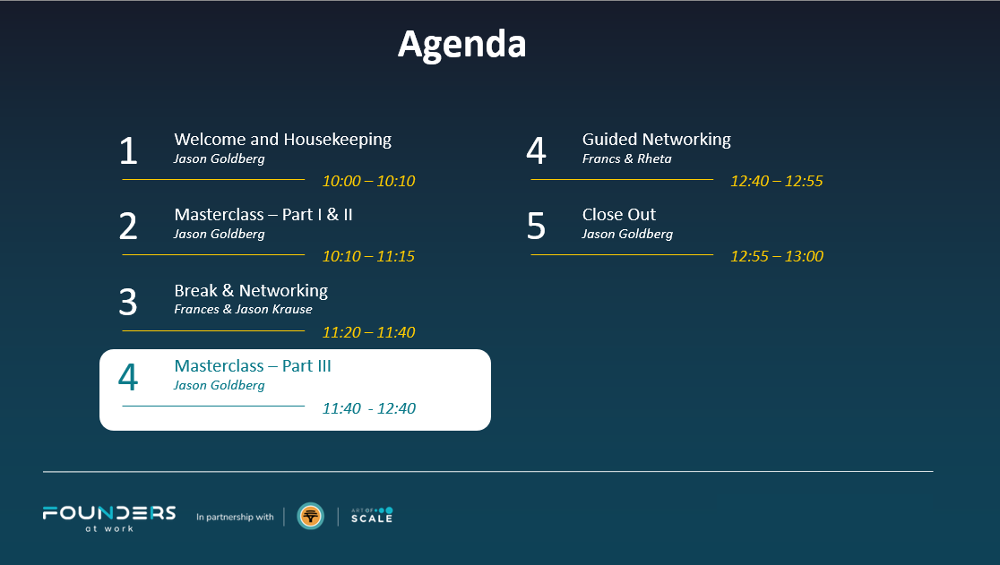 Agenda
1
Welcome and Housekeeping
Jason Goldberg
10:00 – 10:10
2
Masterclass – Part I & II
Jason Goldberg
10:10 – 11:15
3
Break & Networking
Frances & Jason Krause
11:20 – 11:40
4
Masterclass – Part III
Jason Goldberg
11:40 - 12:40
4
Guided Networking
Francs & Rheta
12:40 – 12:55
5
Close Out
Jason Goldberg
12:55 – 13:00
FOUNDERS
at work
In partnership with
ART OF
SCALE